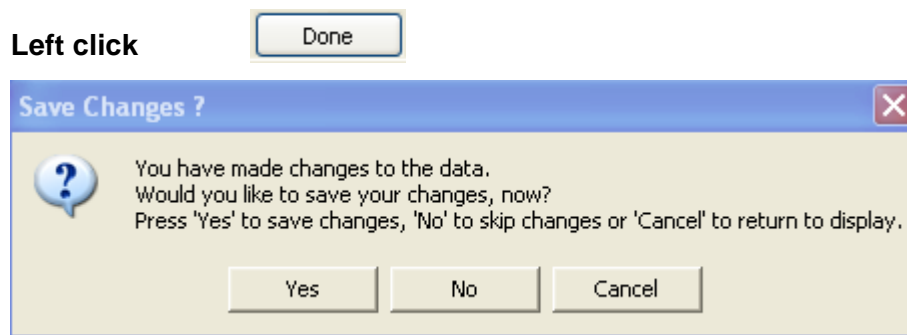 Left click Done
Save Changes ?
You have made changes to the data.
Would you like to save your changes, now?
Press 'Yes' to save changes, 'No' to skip changes or 'Cancel' to return to display.
Yes No Cancel